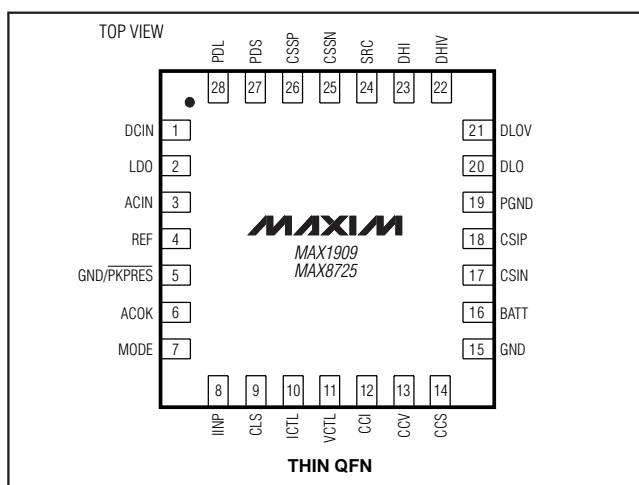 TOP VIEW
PDL
PDS
CSSP
CSSN
SRC
DHI
DHIV
28
27
26
25
24
23
22
DCIN 1
LDO 2
ACIN 3
REF 4
GND/PKPRES 5
ACOK 6
MODE 7
MAXIM
MAX1909
MAX8725
21 DLOV
20 DLO
19 PGND
18 CSIP
17 CSIN
16 BATT
15 GND
8
9
10
11
12
13
14
IINP
CLS
ICTL
VCTL
CCI
CCV
CCS
THIN QFN